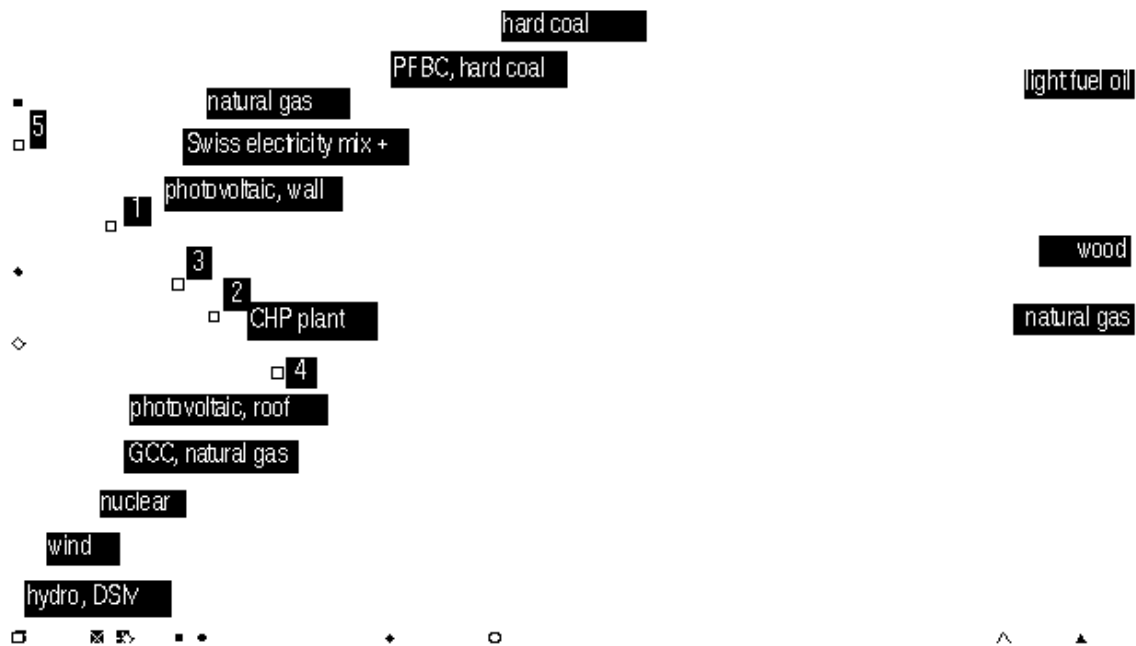 hard coal
PFBC, hard coal
light fuel oil
natural gas
5
Swiss electricity mix +
photovoltaic, wall
1
wood
3
2
CHP plant
natural gas
4
photovoltaic, roof
GCC, natural gas
nuclear
wind
hydro, DSM